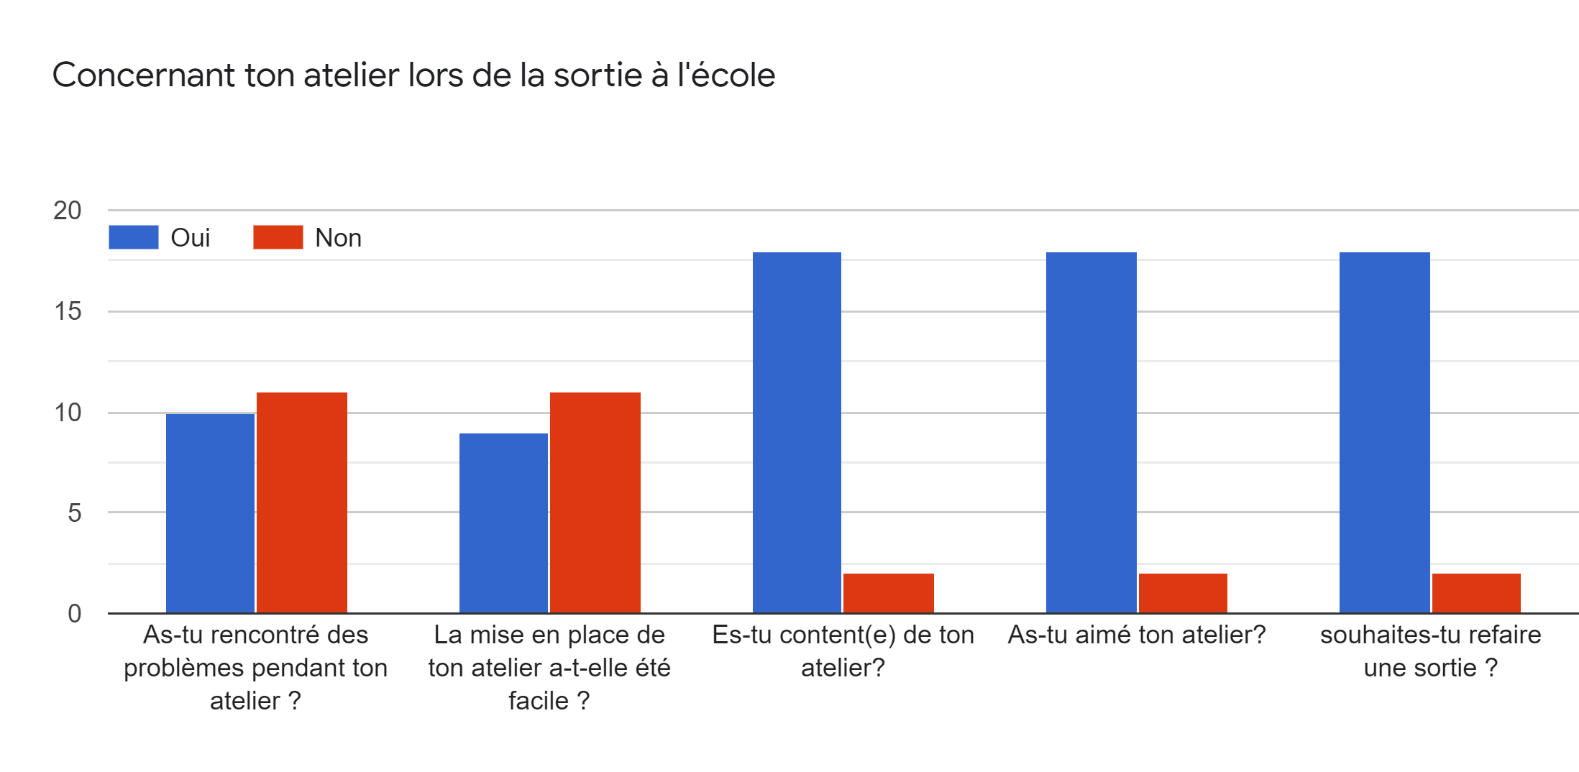 Concernant ton atelier lors de la sortie à l'école
20
Oui Non
15
10
5
0
As-tu rencontré des
problèmes pendant ton
atelier ?
La mise en place de
ton atelier a-t-elle été
facile ?
Es-tu content(e) de ton
atelier?
As-tu aimé ton atelier?
souhaites-tu refaire
une sortie ?